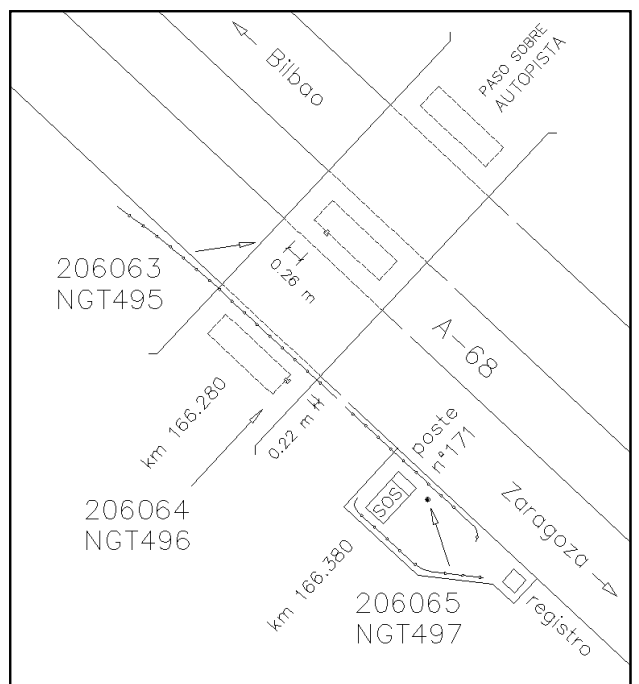 Bilbao
PASO SOBRE
AUTOPISTA
206063
NGT495
0.26 m
A-68
km 166.280
0.22 m
poste
nº171
SOS
206064
NGT496
Zaragoza
km 166.380
206065
NGT497
registro